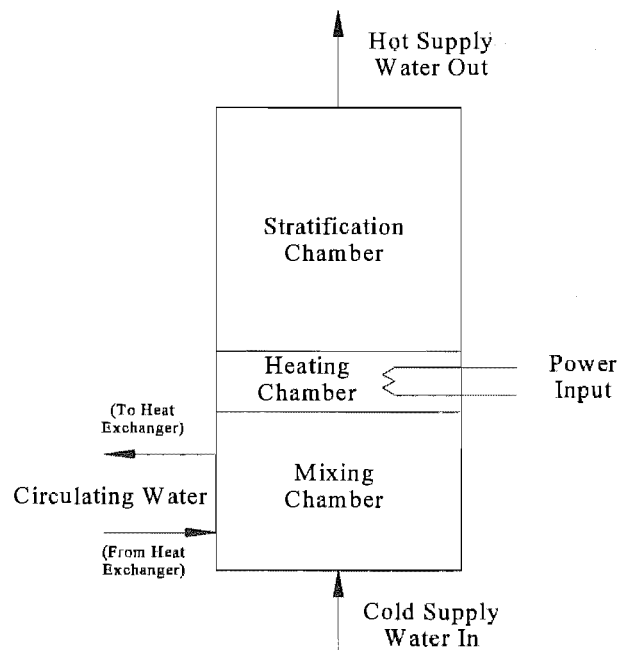 Hot Supply
Water Out
Stratification
Chamber
Heating
Chamber
Power
Input
(To Heat
Exchanger)
Mixing
Chamber
Circulating Water
(From Heat
Exchanger)
Cold Supply
Water In